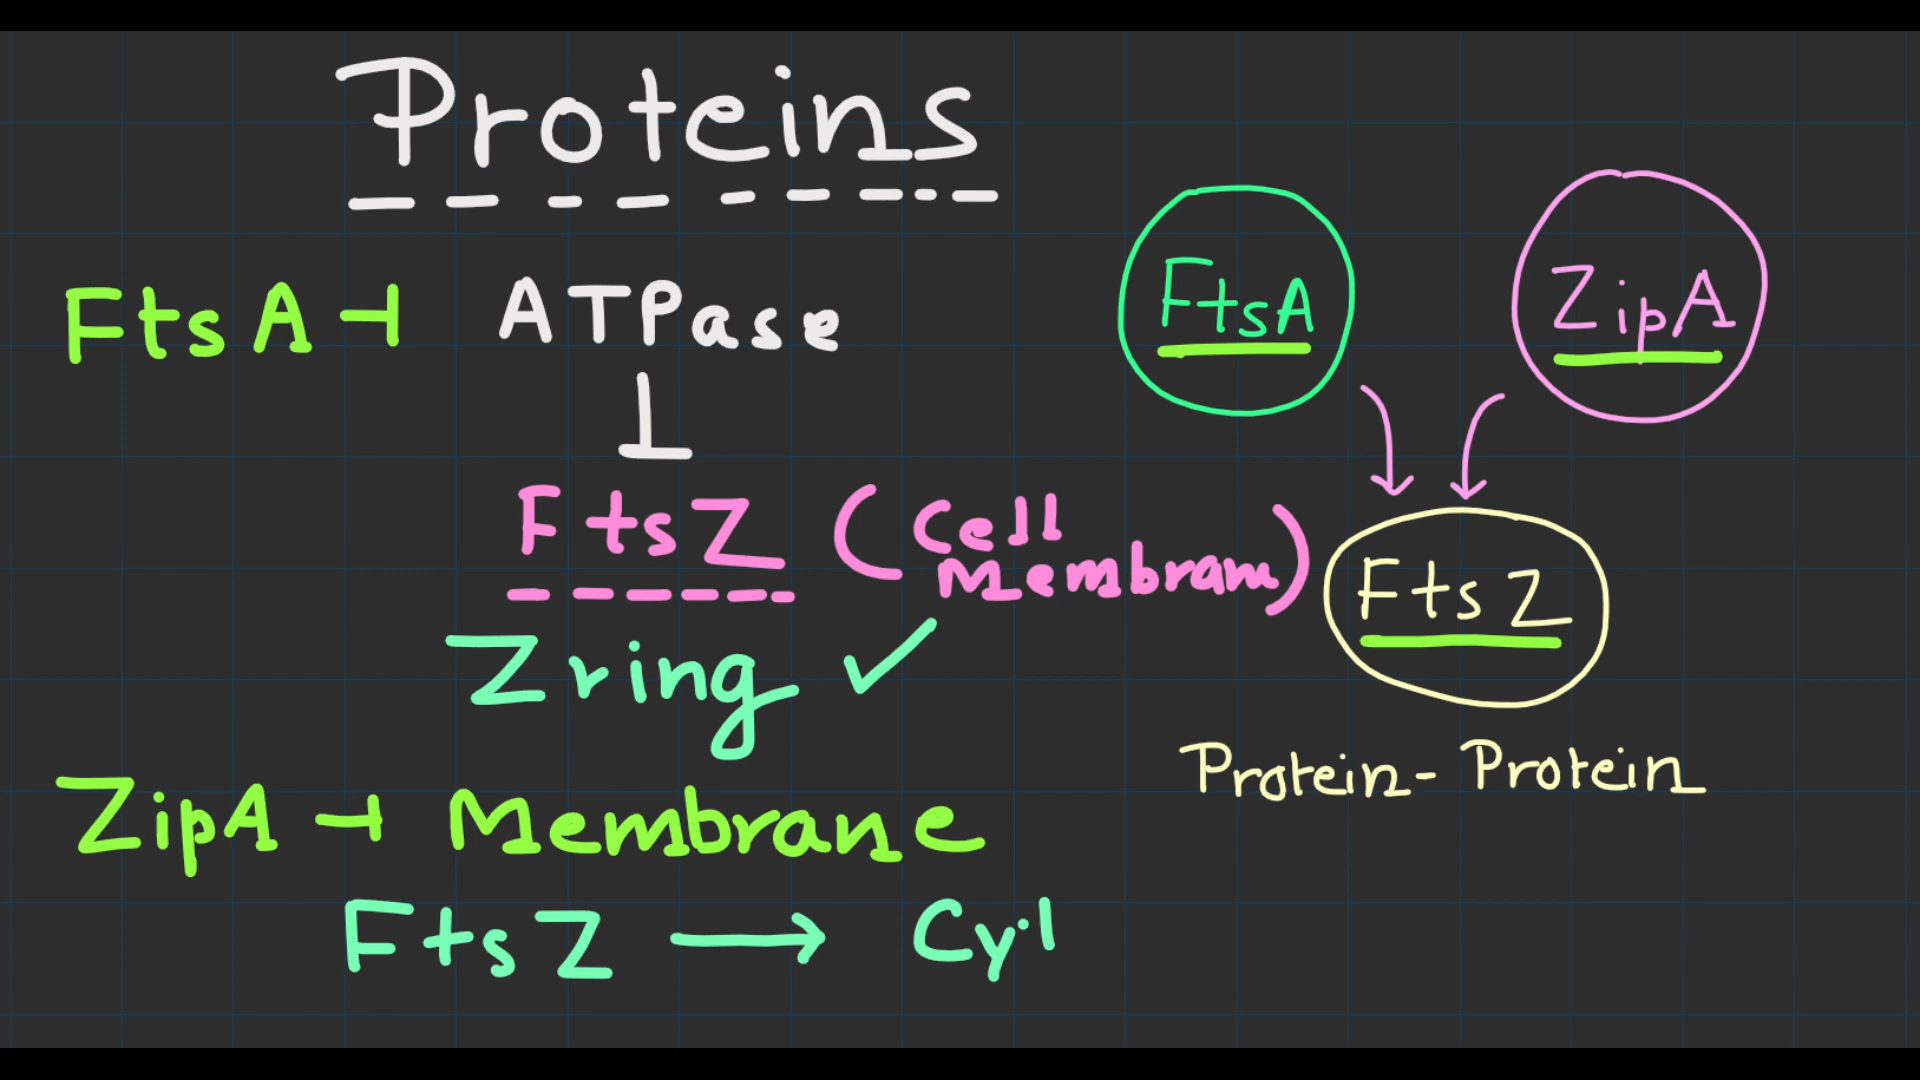 Proteins
FtsA ⊣ ATPase
FtsZ (Cell
Membram)
Zring ✓
ZipA ⊣ Membrane
FtsZ → Cy·l
FtsA
ZipA
FtsZ
Protein-Protein